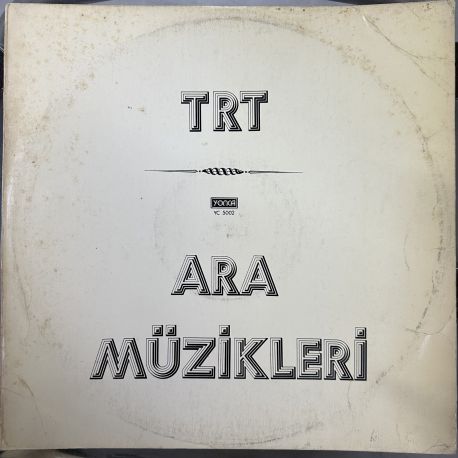 TRT
YONCA
YC 5002
ARA
MÜZİKLERİ